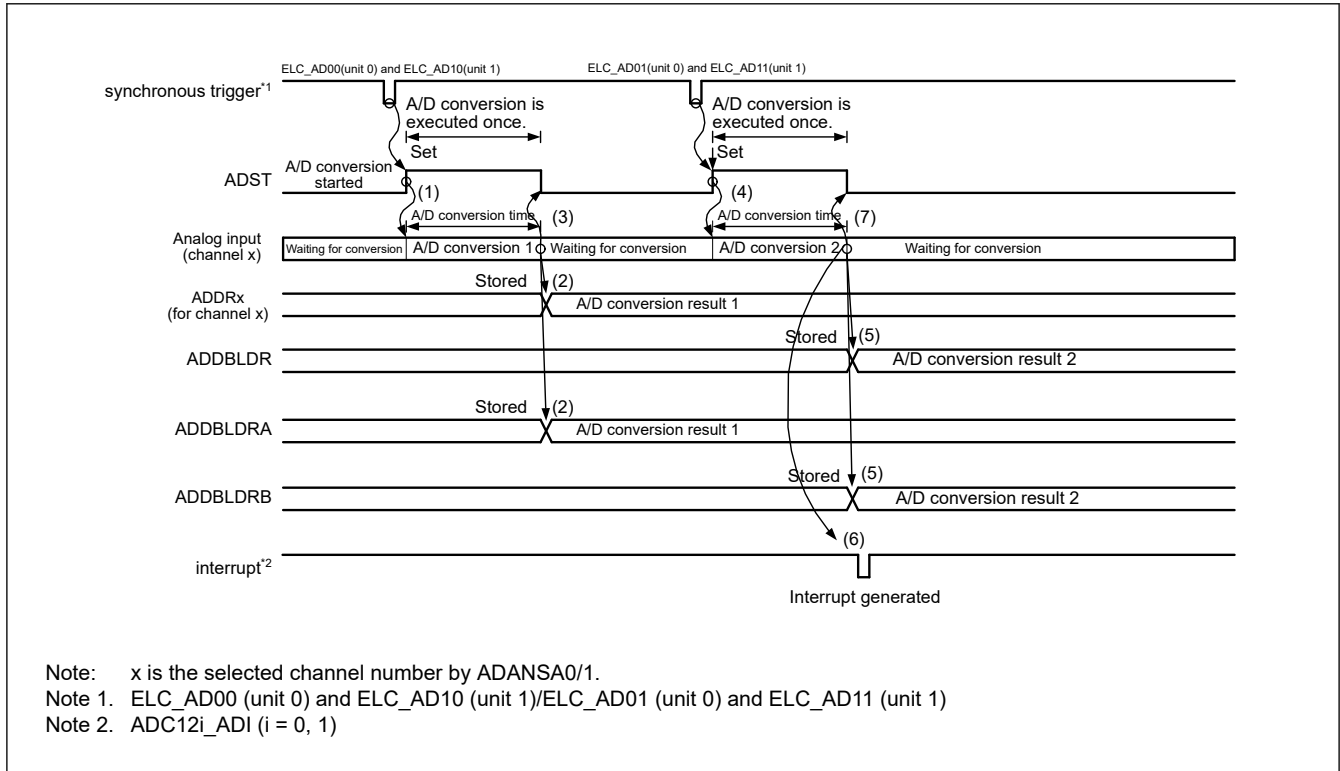 ELC_AD00(unit 0) and ELC_AD10(unit 1) ELC_AD01(unit 0) and ELC_AD11(unit 1)
synchronous trigger*1
A/D conversion is A/D conversion is
executed once. executed once.
Set Set
A/D conversion
started
ADST
(1) (4)
A/D conversion time (3) A/D conversion time (7)
Analog input
(channel x)
Waiting for conversion A/D conversion 1 Waiting for conversion A/D conversion 2 Waiting for conversion
Stored (2)
ADDRx
(for channel x)
A/D conversion result 1
Stored (5)
ADDBLDR A/D conversion result 2
Stored (2)
ADDBLDRA A/D conversion result 1
Stored (5)
ADDBLDRB A/D conversion result 2
(6)
interrupt*2
Interrupt generated
Note: x is the selected channel number by ADANSA0/1.
Note 1. ELC_AD00 (unit 0) and ELC_AD10 (unit 1)/ELC_AD01 (unit 0) and ELC_AD11 (unit 1)
Note 2. ADC12i_ADI (i = 0, 1)